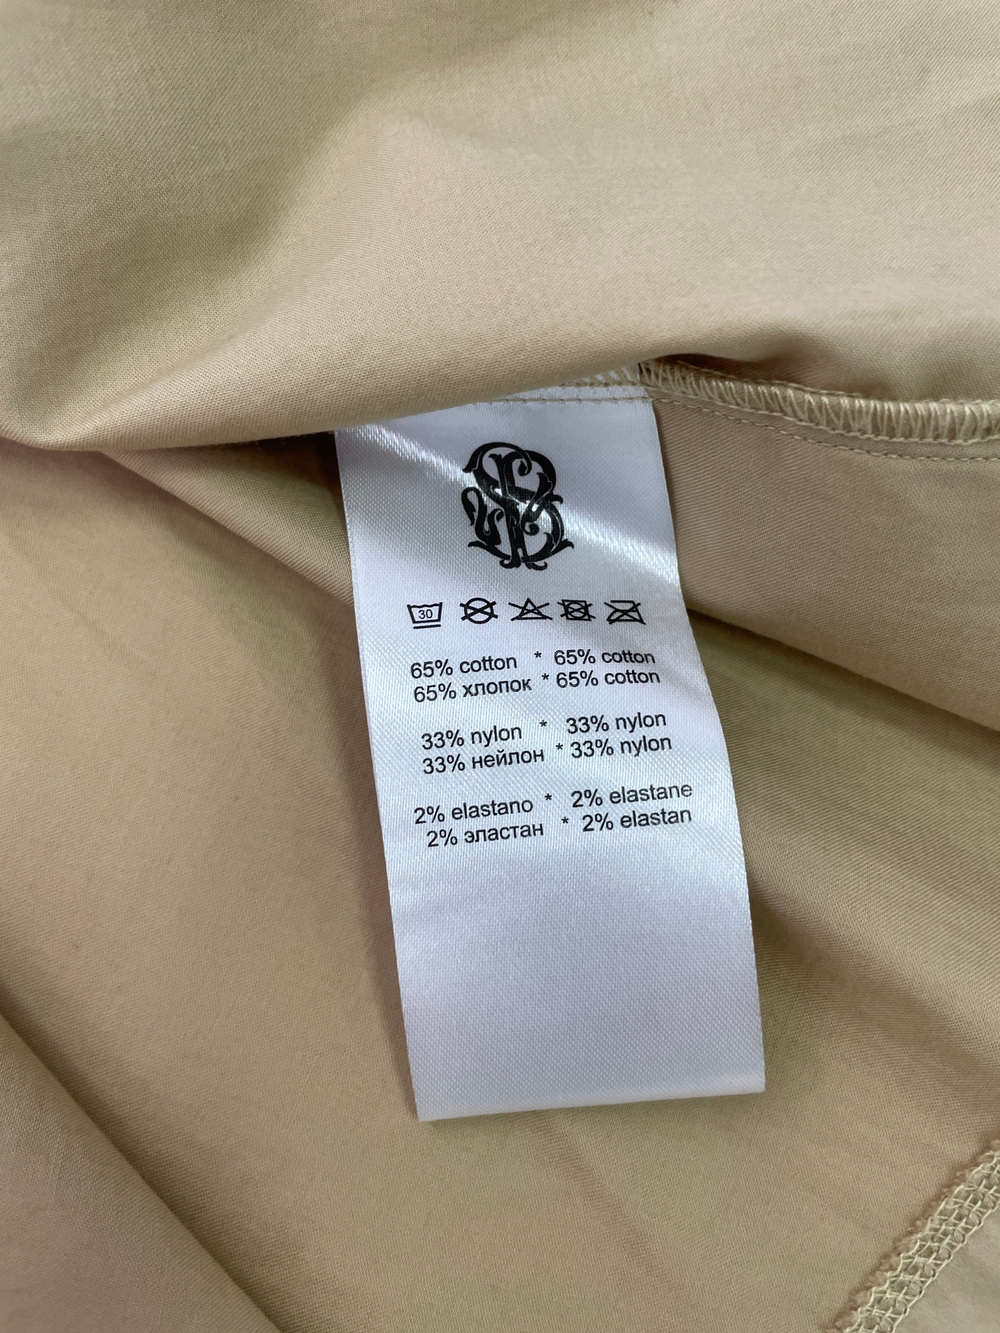 30
65% cotton * 65% cotton
65% хлопок * 65% cotton
33% nylon * 33% nylon
33% нейлон * 33% nylon
2% elastano * 2% elastane
2% эластан * 2% elastan